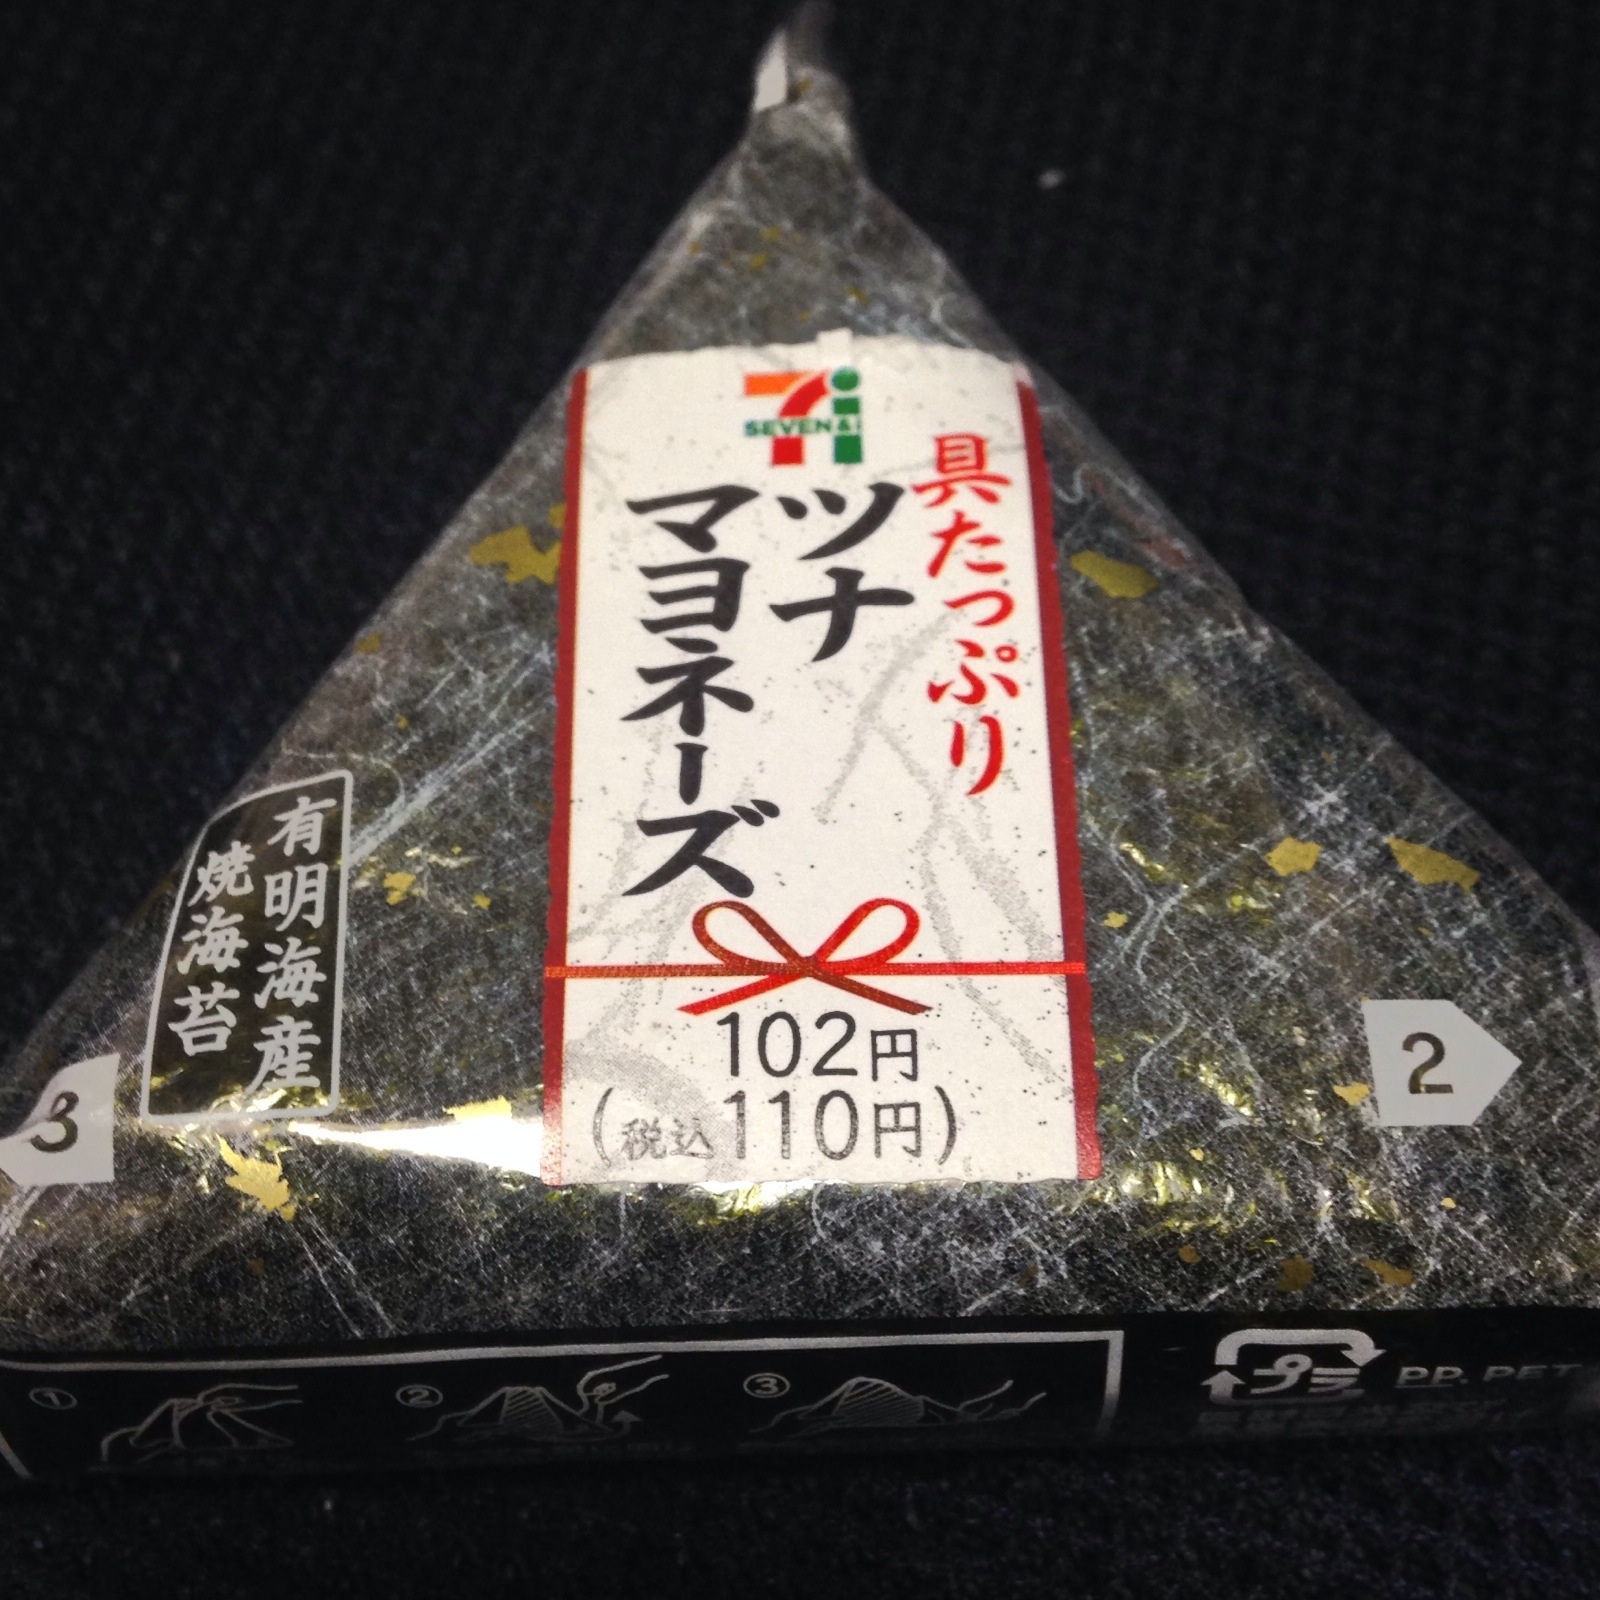 SEVEN&i
具たっぷり
ツナ
マヨネーズ
102円
(税込110円)
有明海産
焼海苔
3
2
①
②
③
プラ
PP, PET